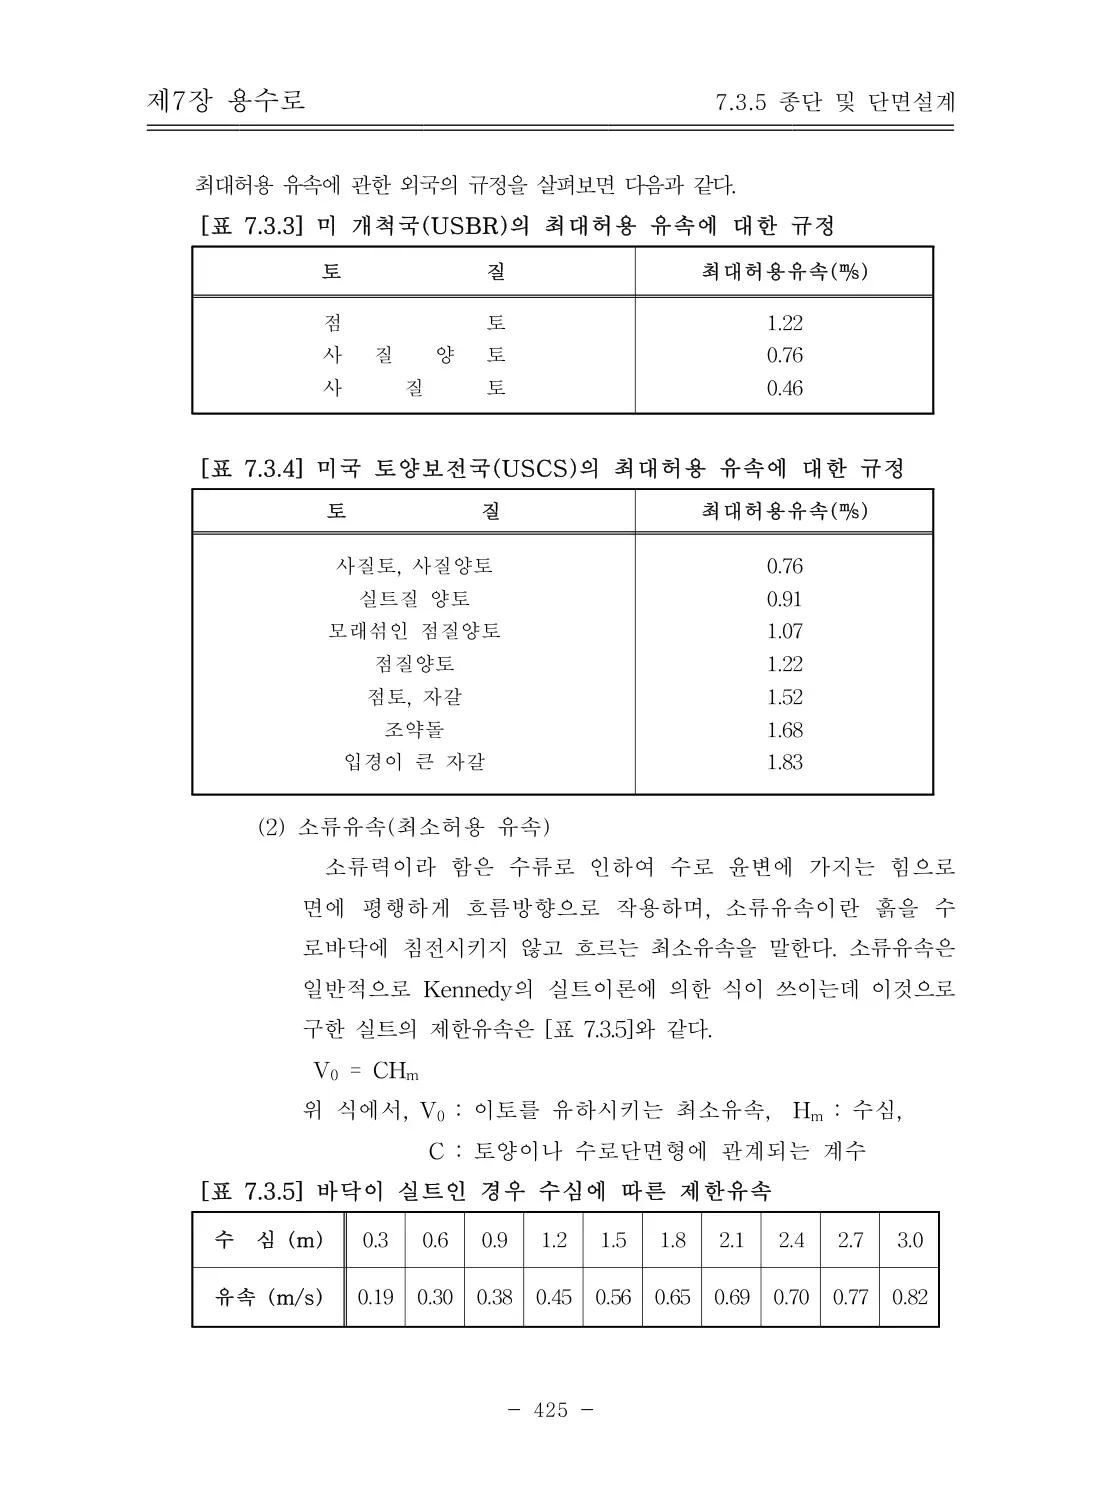 제7장 용수로
7.3.5 종단 및 단면설계
최대허용 유속에 관한 외국의 규정을 살펴보면 다음과 같다.
[표 7.3.3] 미 개척국(USBR)의 최대허용 유속에 대한 규정
토 질 최대허용유속(㎧)
점 토 1.22
사 질 양 토 0.76
사 질 토 0.46
[표 7.3.4] 미국 토양보전국(USCS)의 최대허용 유속에 대한 규정
토 질 최대허용유속(㎧)
사질토, 사질양토 0.76
실트질 양토 0.91
모래섞인 점질양토 1.07
점질양토 1.22
점토, 자갈 1.52
조약돌 1.68
입경이 큰 자갈 1.83
(2) 소류유속(최소허용 유속)
소류력이라 함은 수류로 인하여 수로 윤변에 가지는 힘으로
면에 평행하게 흐름방향으로 작용하며, 소류유속이란 흙을 수
로바닥에 침전시키지 않고 흐르는 최소유속을 말한다. 소류유속은
일반적으로 Kennedy의 실트이론에 의한 식이 쓰이는데 이것으로
구한 실트의 제한유속은 [표 7.3.5]와 같다.
V₀ = CHₘ
위 식에서, V₀ : 이토를 유하시키는 최소유속, Hₘ : 수심,
C : 토양이나 수로단면형에 관계되는 계수
[표 7.3.5] 바닥이 실트인 경우 수심에 따른 제한유속
수 심 (m) 0.3 0.6 0.9 1.2 1.5 1.8 2.1 2.4 2.7 3.0
유속 (m/s) 0.19 0.30 0.38 0.45 0.56 0.65 0.69 0.70 0.77 0.82
- 425 -